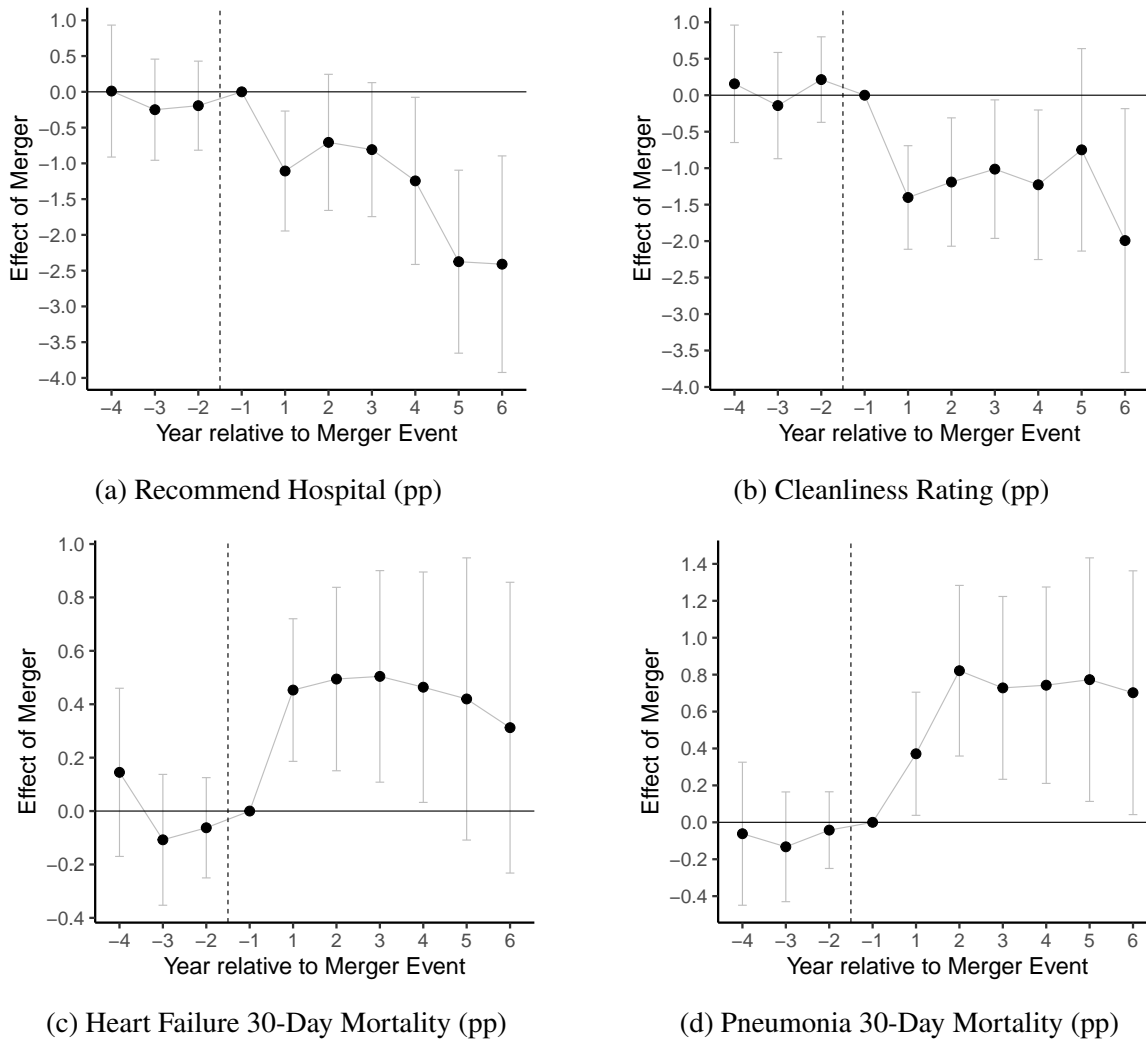 1.0
0.5
0.0
−0.5
−1.0
−1.5
−2.0
−2.5
−3.0
−3.5
−4.0
Effect of Merger
−4 −3 −2 −1 1 2 3 4 5 6
Year relative to Merger Event
(a) Recommend Hospital (pp)
1.0
0.5
0.0
−0.5
−1.0
−1.5
−2.0
−2.5
−3.0
−3.5
−4.0
Effect of Merger
−4 −3 −2 −1 1 2 3 4 5 6
Year relative to Merger Event
(b) Cleanliness Rating (pp)
1.0
0.8
0.6
0.4
0.2
0.0
−0.2
−0.4
Effect of Merger
−4 −3 −2 −1 1 2 3 4 5 6
Year relative to Merger Event
(c) Heart Failure 30-Day Mortality (pp)
1.4
1.2
1.0
0.8
0.6
0.4
0.2
0.0
−0.2
−0.4
Effect of Merger
−4 −3 −2 −1 1 2 3 4 5 6
Year relative to Merger Event
(d) Pneumonia 30-Day Mortality (pp)